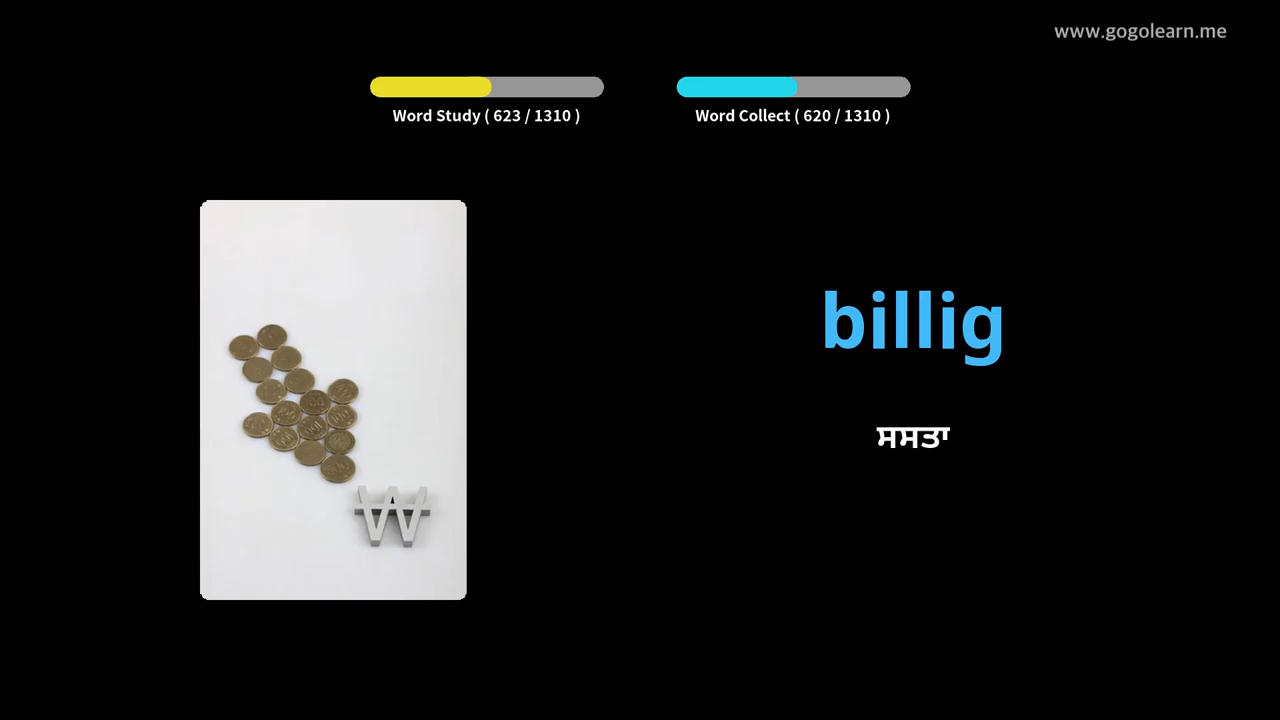 www.gogolearn.me
Word Study ( 623 / 1310 )
Word Collect ( 620 / 1310 )
billig
ਸਸਤਾ
₩